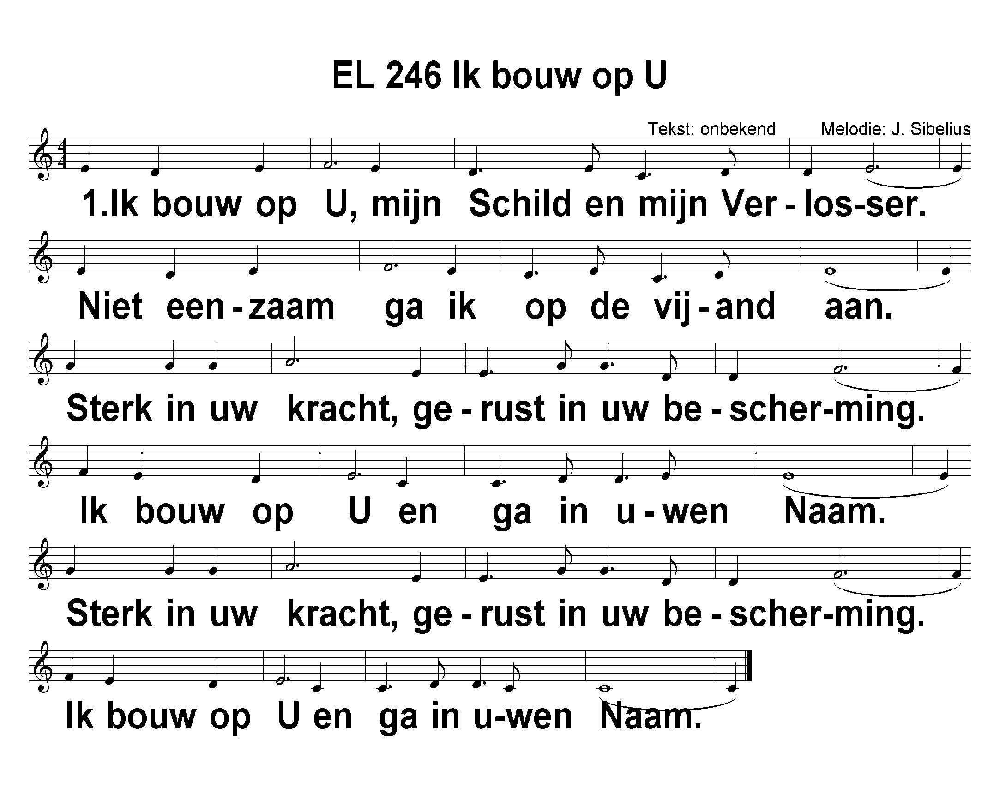 EL 246 Ik bouw op U
Tekst: onbekend Melodie: J. Sibelius
1.Ik bouw op U, mijn Schild en mijn Ver-los-ser.
Niet een-zaam ga ik op de vij-and aan.
Sterk in uw kracht, ge-rust in uw be-scher-ming.
Ik bouw op U en ga in u-wen Naam.
Sterk in uw kracht, ge-rust in uw be-scher-ming.
Ik bouw op U en ga in u-wen Naam.